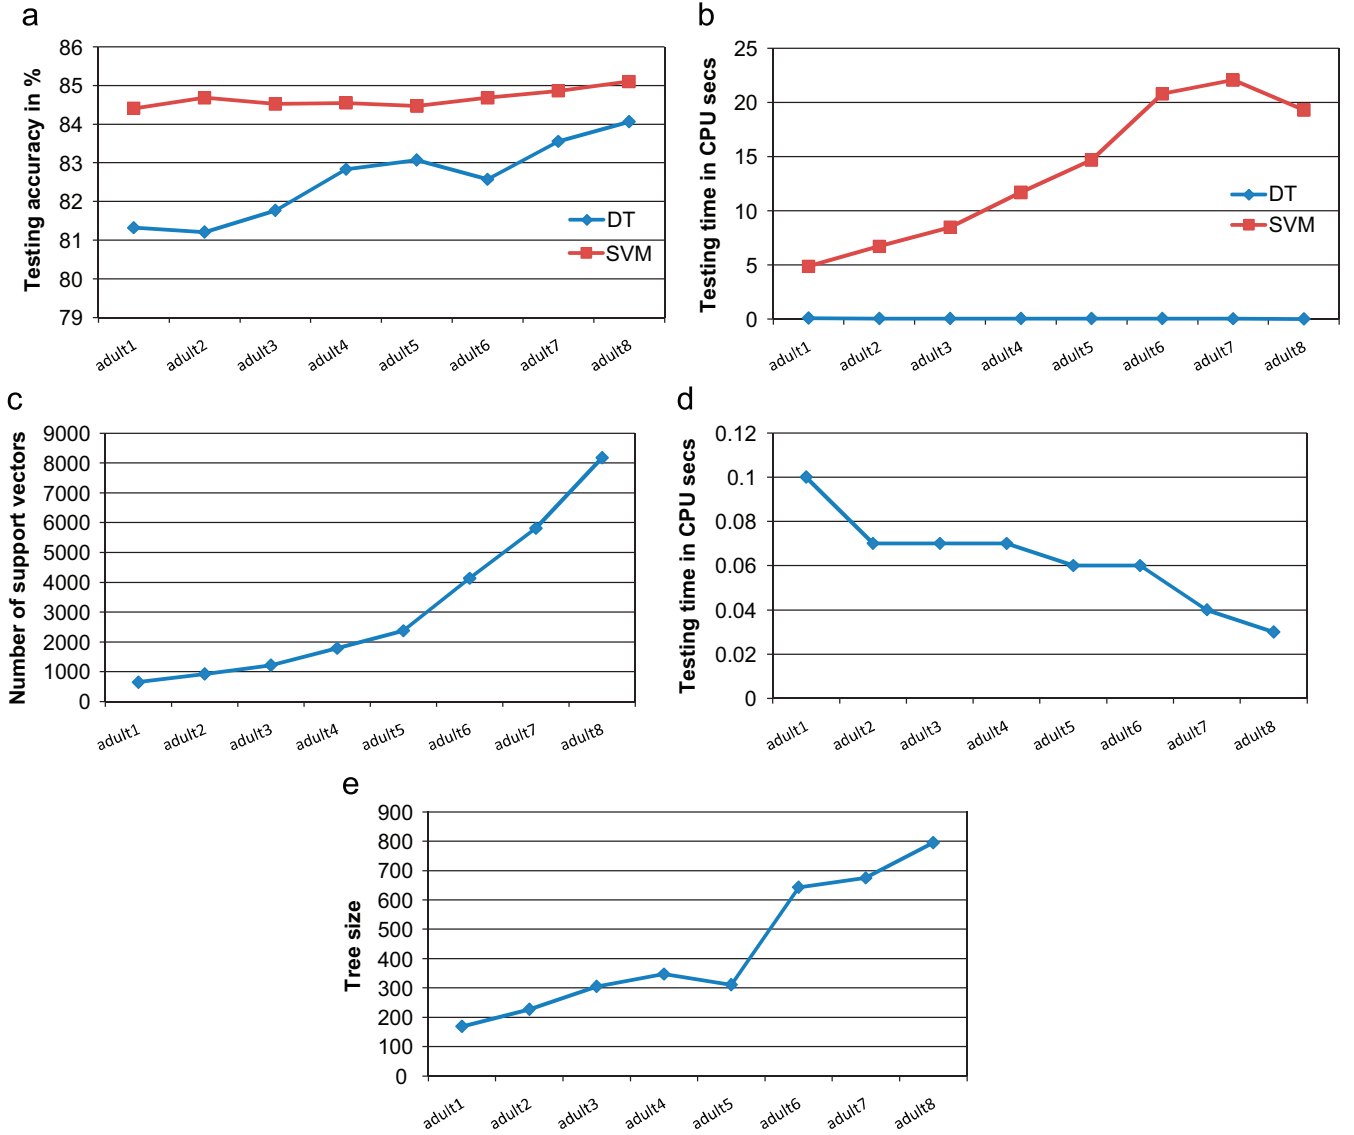 a
Testing accuracy in %
86
85
84
83
82
81
80
79
DT
SVM
adult1 adult2 adult3 adult4 adult5 adult6 adult7 adult8
b
Testing time in CPU secs
25
20
15
10
5
0
DT
SVM
adult1 adult2 adult3 adult4 adult5 adult6 adult7 adult8
c
Number of support vectors
9000
8000
7000
6000
5000
4000
3000
2000
1000
0
adult1 adult2 adult3 adult4 adult5 adult6 adult7 adult8
d
Testing time in CPU secs
0.12
0.1
0.08
0.06
0.04
0.02
0
adult1 adult2 adult3 adult4 adult5 adult6 adult7 adult8
e
Tree size
900
800
700
600
500
400
300
200
100
0
adult1 adult2 adult3 adult4 adult5 adult6 adult7 adult8